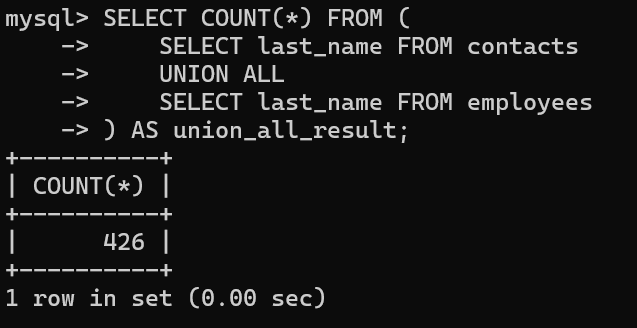 mysql> SELECT COUNT(*) FROM (
    ->     SELECT last_name FROM contacts
    ->     UNION ALL
    ->     SELECT last_name FROM employees
    -> ) AS union_all_result;
+----------+
| COUNT(*) |
+----------+
|      426 |
+----------+
1 row in set (0.00 sec)